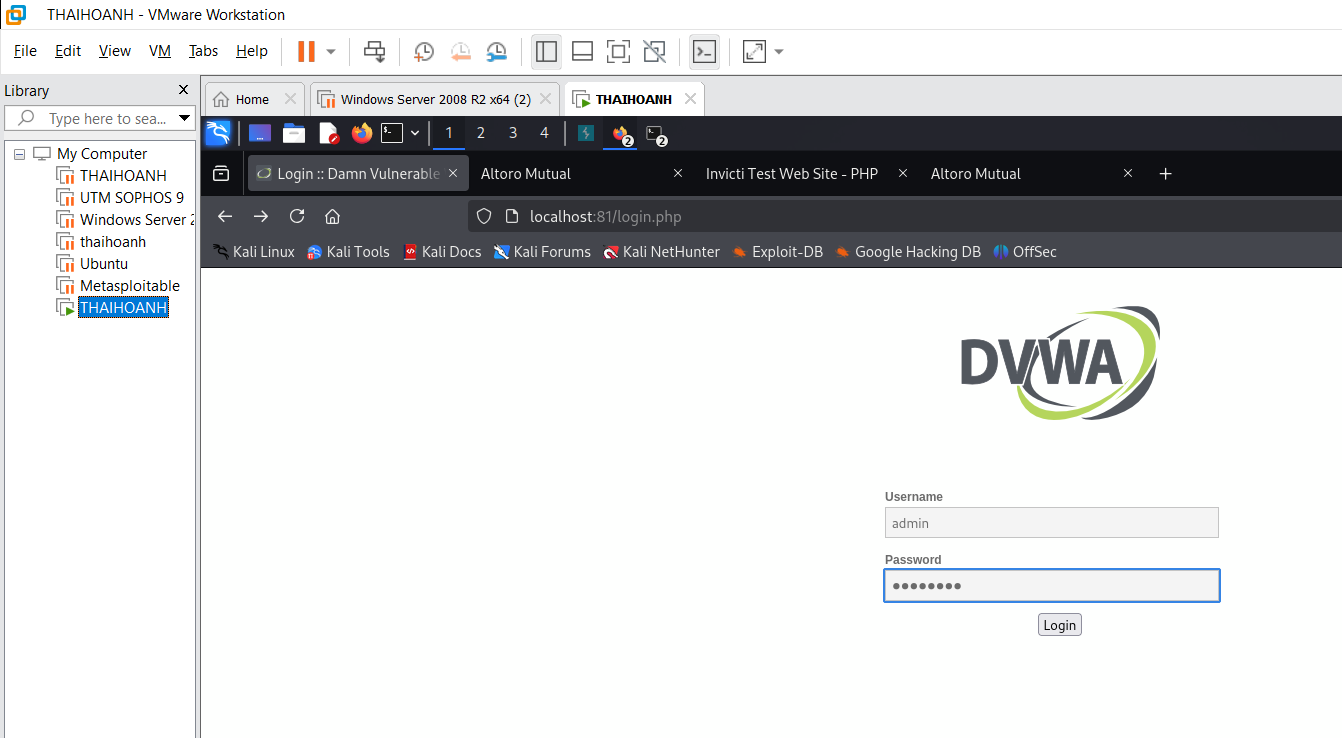 THAIHOANH - VMware Workstation
File Edit View VM Tabs Help
Library
Type here to sea...
My Computer
THAIHOANH
UTM SOPHOS 9
Windows Server 2
thaihoanh
Ubuntu
Metasploitable
THAIHOANH
Home Windows Server 2008 R2 x64 (2) THAIHOANH
1 2 3 4 2 2
Login :: Damn Vulnerable Altoro Mutual Invicti Test Web Site - PHP Altoro Mutual
localhost:81/login.php
Kali Linux Kali Tools Kali Docs Kali Forums Kali NetHunter Exploit-DB Google Hacking DB OffSec
DVWA
Username
admin
Password
••••••••
Login